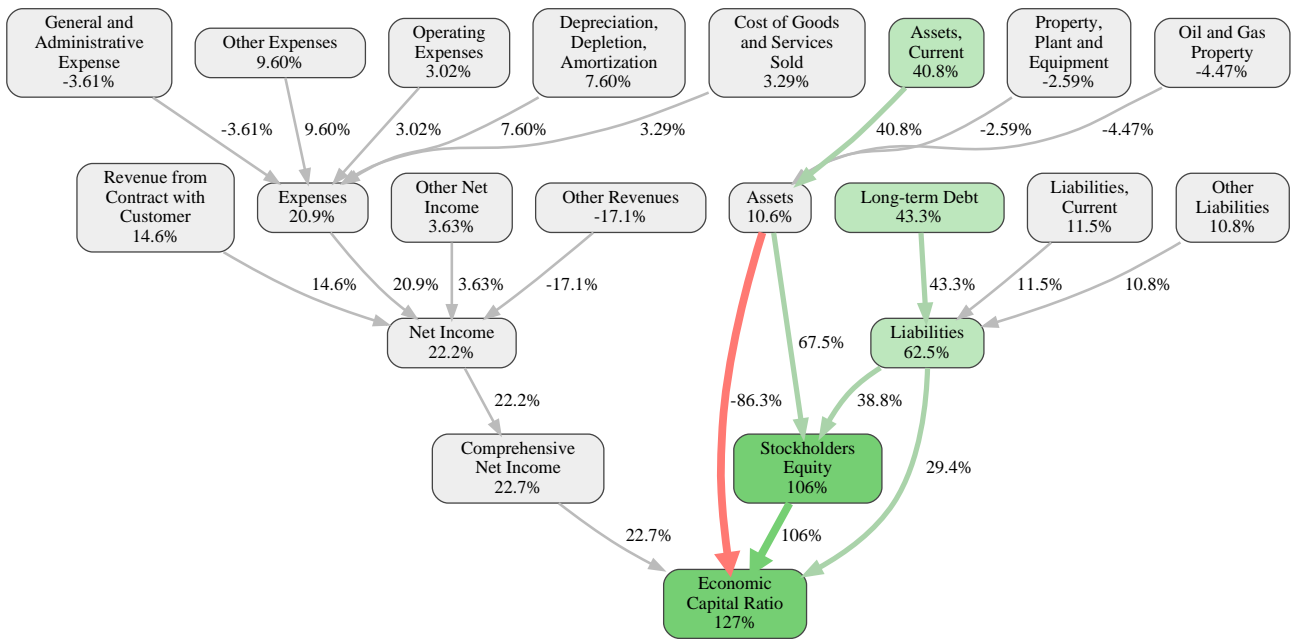 General and
Administrative
Expense
-3.61%
Other Expenses
9.60%
Operating
Expenses
3.02%
Depreciation,
Depletion,
Amortization
7.60%
Cost of Goods
and Services
Sold
3.29%
Assets,
Current
40.8%
Property,
Plant and
Equipment
-2.59%
Oil and Gas
Property
-4.47%
-3.61%
9.60%
3.02%
7.60%
3.29%
40.8%
-2.59%
-4.47%
Revenue from
Contract with
Customer
14.6%
Expenses
20.9%
Other Net
Income
3.63%
Other Revenues
-17.1%
Assets
10.6%
Long-term Debt
43.3%
Liabilities,
Current
11.5%
Other
Liabilities
10.8%
14.6%
20.9%
3.63%
-17.1%
43.3%
11.5%
10.8%
Net Income
22.2%
67.5%
Liabilities
62.5%
22.2%
-86.3%
38.8%
Comprehensive
Net Income
22.7%
Stockholders
Equity
106%
29.4%
22.7%
106%
Economic
Capital Ratio
127%